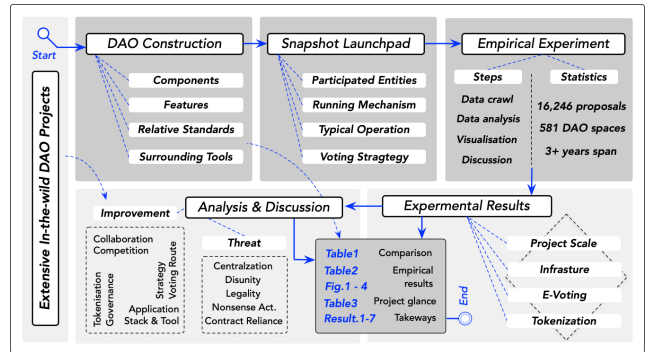 Start
Extensive In-the-wild DAO Projects
DAO Construction
Components
Features
Relative Standards
Surrounding Tools
Snapshot Launchpad
Participated Entities
Running Mechanism
Typical Operation
Voting Stragtegy
Empirical Experiment
Steps
Data crawl
Data analysis
Visualisation
Discussion
Statistics
16,246 proposals
581 DAO spaces
3+ years span
Analysis & Discussion
Improvement
Collaboration
Competition
Tokenisation
Governance
Strategy
Voting Route
Application
Stack & Tool
Threat
Centralzation
Disunity
Legality
Nonsense Act.
Contract Reliance
Expermental Results
Project Scale
Infrasture
E-Voting
Tokenization
Table1 Comparison
Table2 Empirical
Fig.1 - 4 results
Table3 Project glance
Result.1-7 Takeways
End